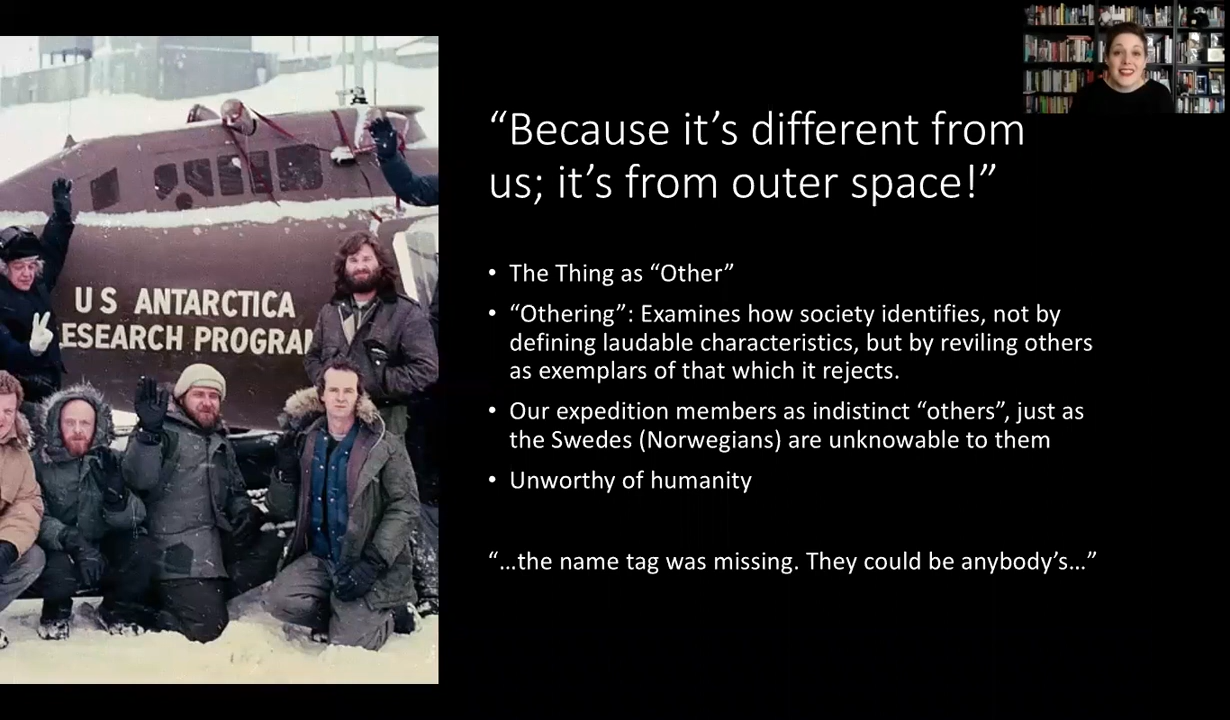 “Because it’s different from
us; it’s from outer space!”
• The Thing as “Other”
• “Othering”: Examines how society identifies, not by
defining laudable characteristics, but by reviling others
as exemplars of that which it rejects.
• Our expedition members as indistinct “others”, just as
the Swedes (Norwegians) are unknowable to them
• Unworthy of humanity
“…the name tag was missing. They could be anybody’s…”
U S ANTARCTICA
ESEARCH PROGRAM